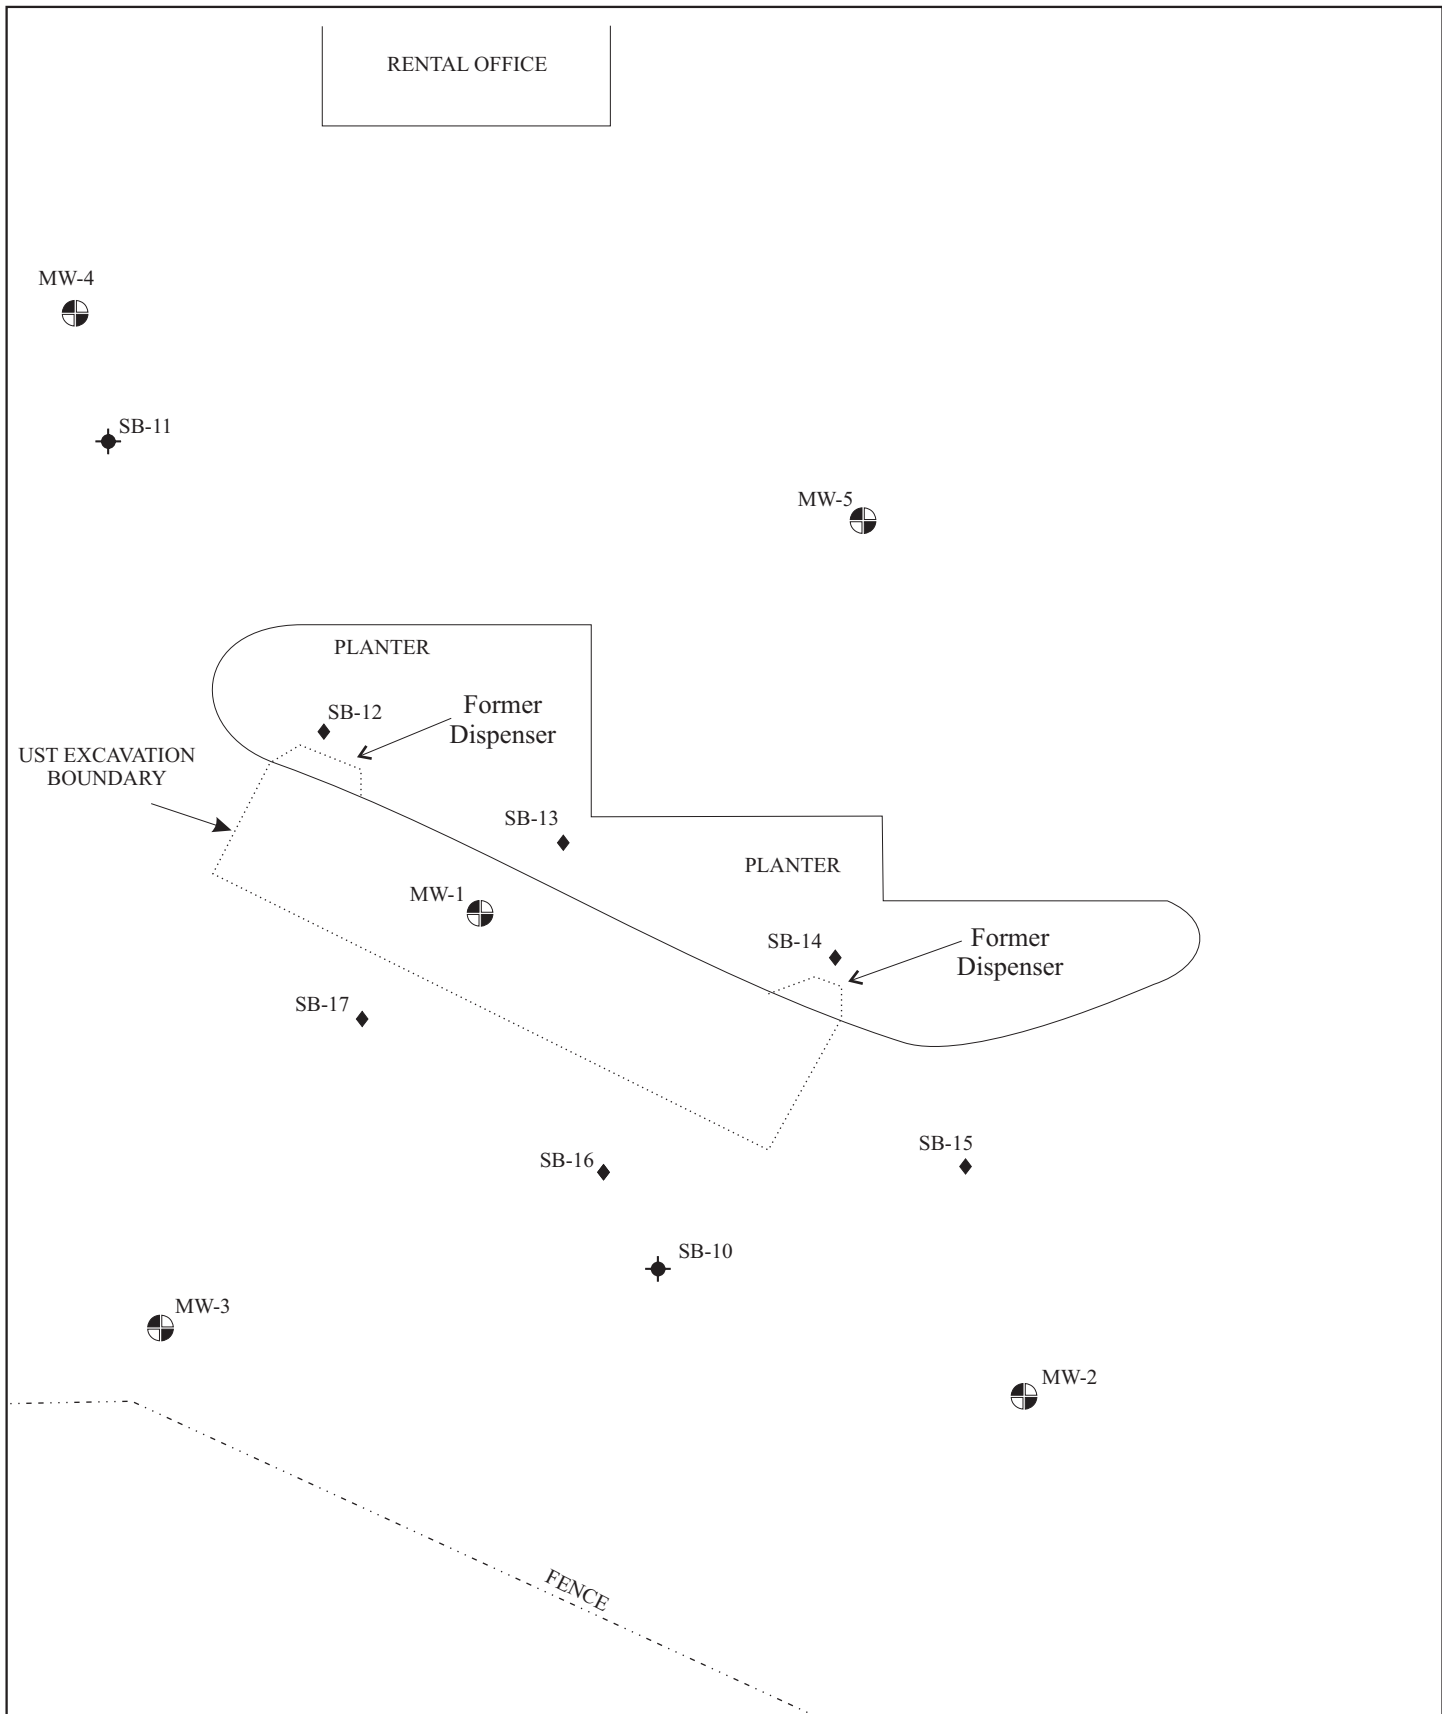 RENTAL OFFICE
MW-4
SB-11
MW-5
PLANTER
SB-12
Former
Dispenser
UST EXCAVATION
BOUNDARY
SB-13
PLANTER
MW-1
SB-14
Former
Dispenser
SB-17
SB-15
SB-16
SB-10
MW-3
MW-2
FENCE